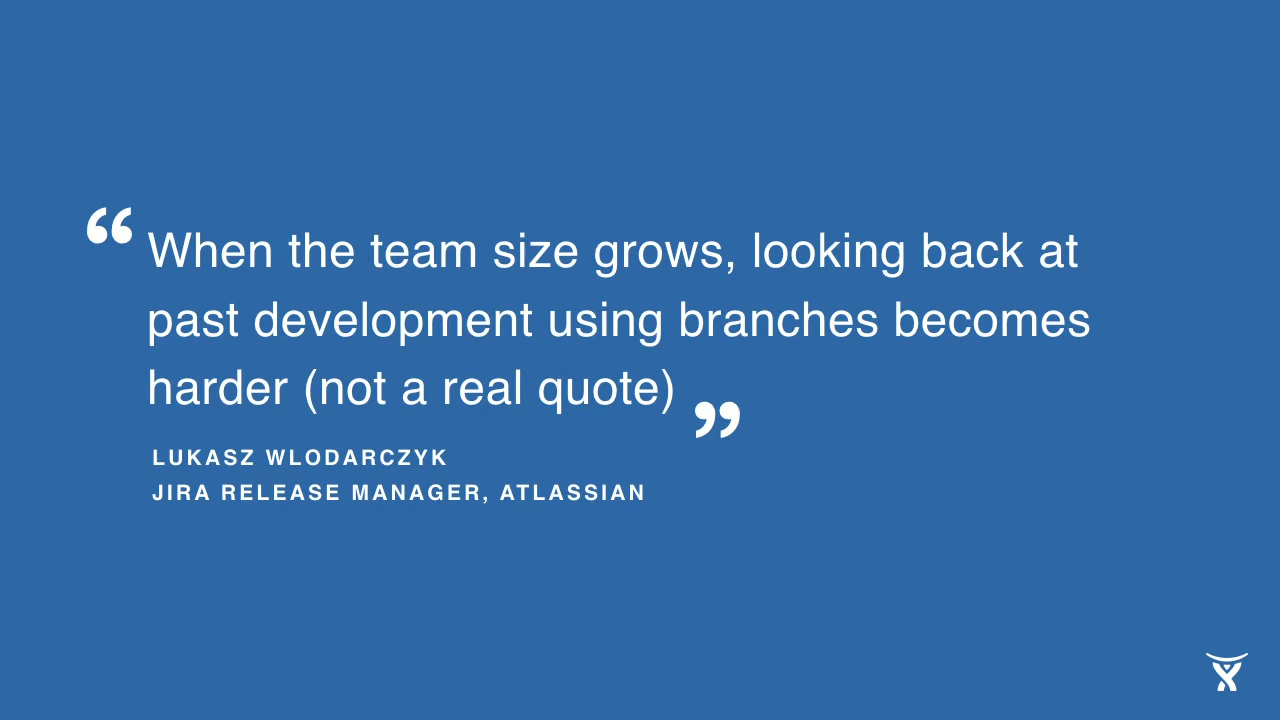 “When the team size grows, looking back at
past development using branches becomes
harder (not a real quote)”
LUKASZ WLODARCZYK
JIRA RELEASE MANAGER, ATLASSIAN